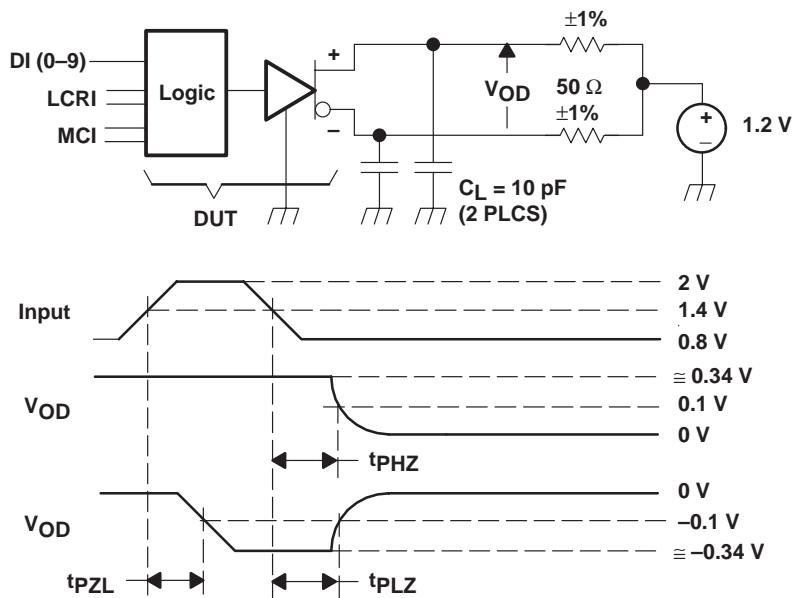 ±1%
DI (0–9)
LCRI
MCI
Logic
+
–
VOD
50 Ω
±1%
+
–
1.2 V
DUT
CL = 10 pF
(2 PLCS)
Input
2 V
1.4 V
0.8 V
VOD
≅ 0.34 V
0.1 V
0 V
tPHZ
VOD
0 V
–0.1 V
≅ –0.34 V
tPZL
tPLZ